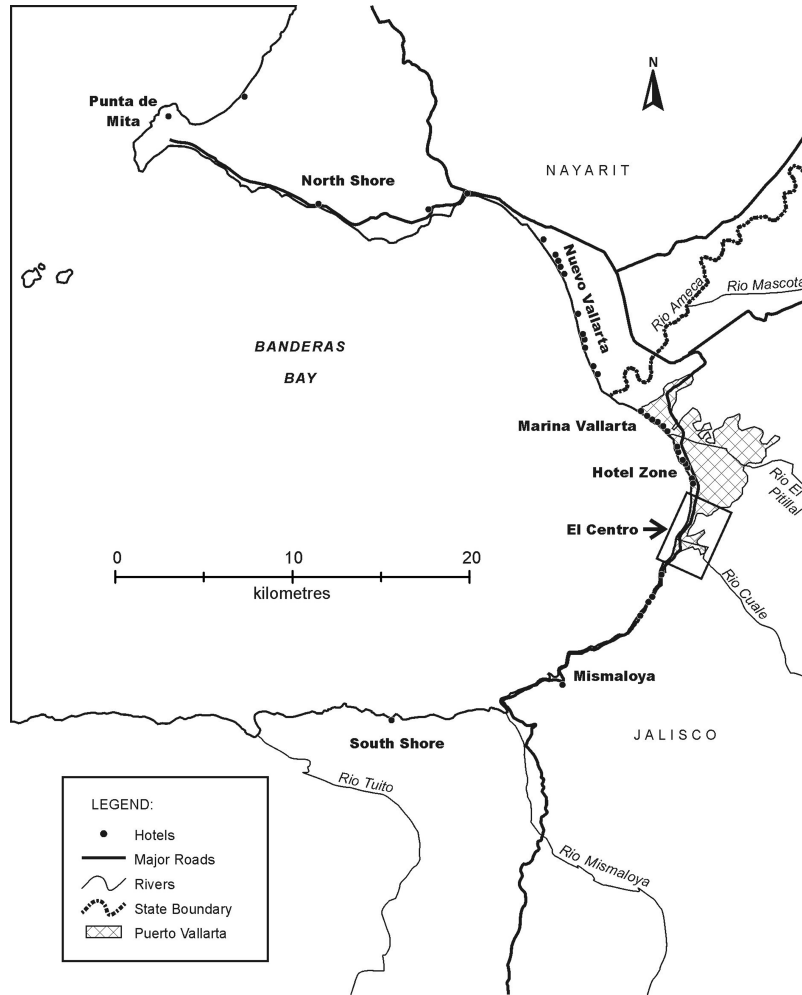 N
Punta de
Mita
NAYARIT
North Shore
Nuevo Vallarta
Rio Ameca
Rio Mascota
BANDERAS
BAY
Marina Vallarta
Hotel Zone
Rio El
Pitillal
El Centro
0 10 20
kilometres
Rio Cuale
Mismaloya
JALISCO
South Shore
Rio Tuito
Rio Mismaloya
LEGEND:
Hotels
Major Roads
Rivers
State Boundary
Puerto Vallarta